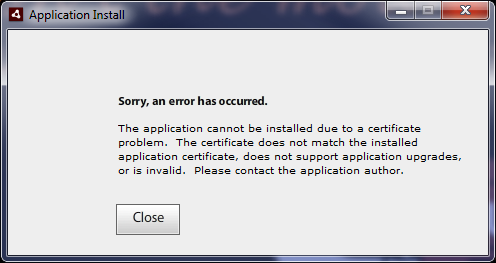 Application Install
Sorry, an error has occurred.
The application cannot be installed due to a certificate
problem.  The certificate does not match the installed
application certificate, does not support application upgrades,
or is invalid.  Please contact the application author.
Close